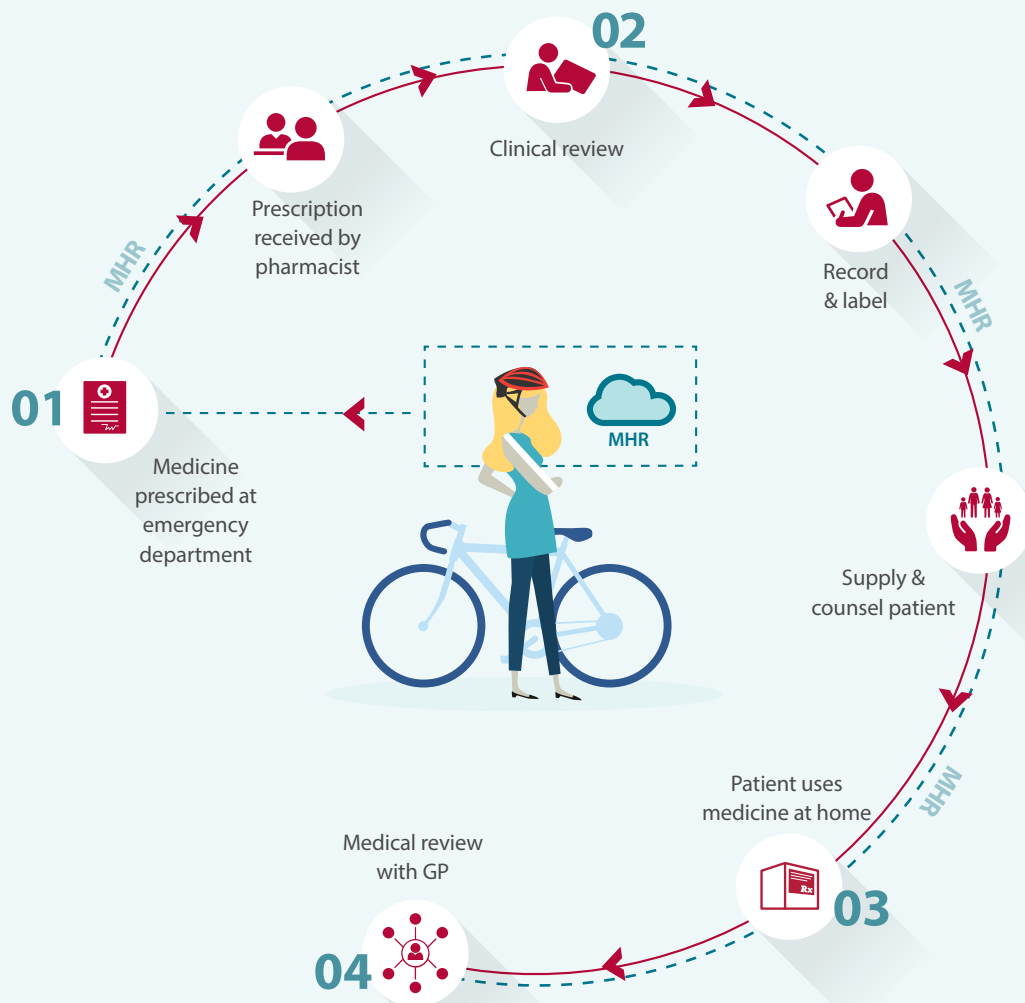 01
Medicine
prescribed at
emergency
department
MHR
Prescription
received by
pharmacist
02
Clinical review
Record
& label
MHR
MHR
Supply &
counsel patient
MHR
Patient uses
medicine at home
Rx
03
Medical review
with GP
04